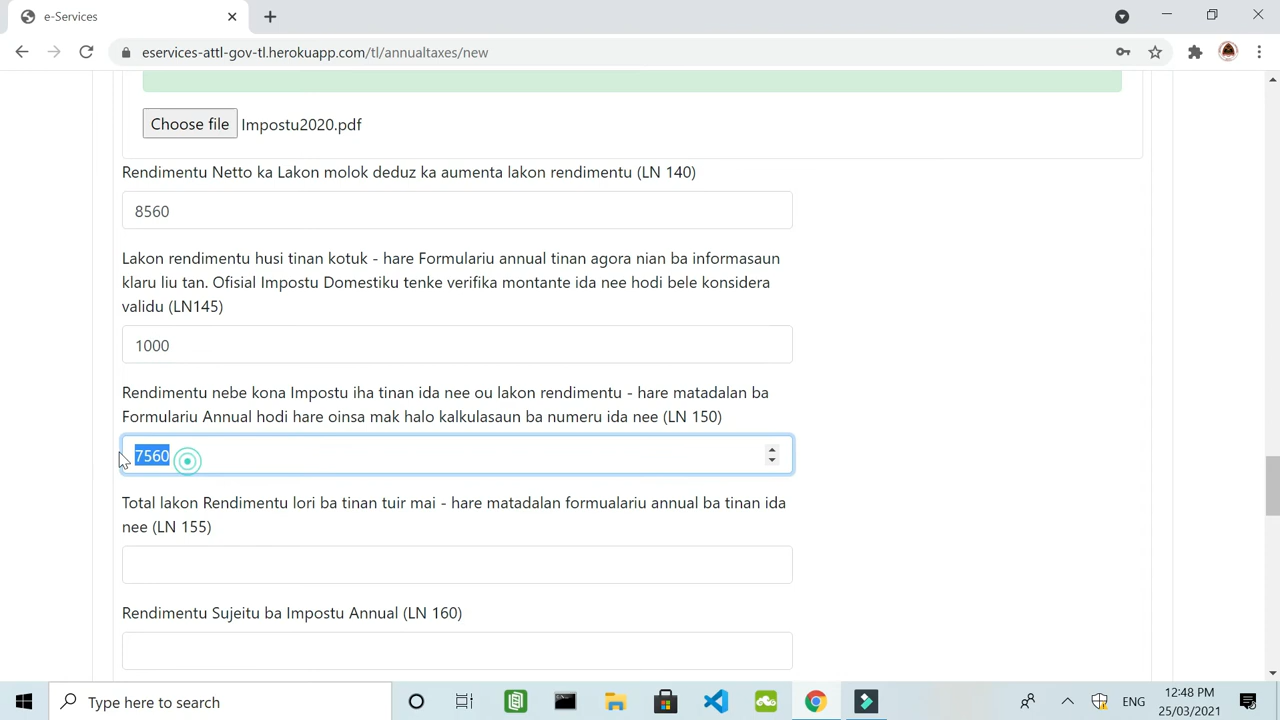 e-Services
eservices-attl-gov-tl.herokuapp.com/tl/annualtaxes/new
Choose file Impostu2020.pdf
Rendimentu Netto ka Lakon molok deduz ka aumenta lakon rendimentu (LN 140)
8560
Lakon rendimentu husi tinan kotuk - hare Formulariu annual tinan agora nian ba informasaun
klaru liu tan. Ofisial Impostu Domestiku tenke verifika montante ida nee hodi bele konsidera
validu (LN145)
1000
Rendimentu nebe kona Impostu iha tinan ida nee ou lakon rendimentu - hare matadalan ba
Formulariu Annual hodi hare oinsa mak halo kalkulasaun ba numeru ida nee (LN 150)
7560
Total lakon Rendimentu lori ba tinan tuir mai - hare matadalan formualariu annual ba tinan ida
nee (LN 155)
Rendimentu Sujeitu ba Impostu Annual (LN 160)
Type here to search
ENG
12:48 PM
25/03/2021